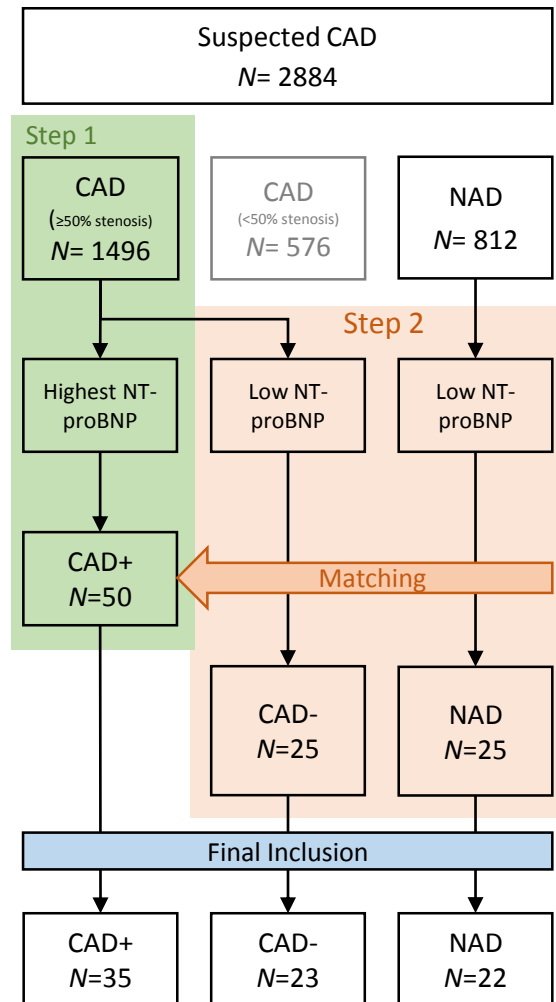 Suspected CAD
N= 2884
Step 1
CAD
(≥50% stenosis)
N= 1496
CAD
(<50% stenosis)
N= 576
NAD
N= 812
Step 2
Highest NT-
proBNP
Low NT-
proBNP
Low NT-
proBNP
CAD+
N=50
Matching
CAD-
N=25
NAD
N=25
Final Inclusion
CAD+
N=35
CAD-
N=23
NAD
N=22